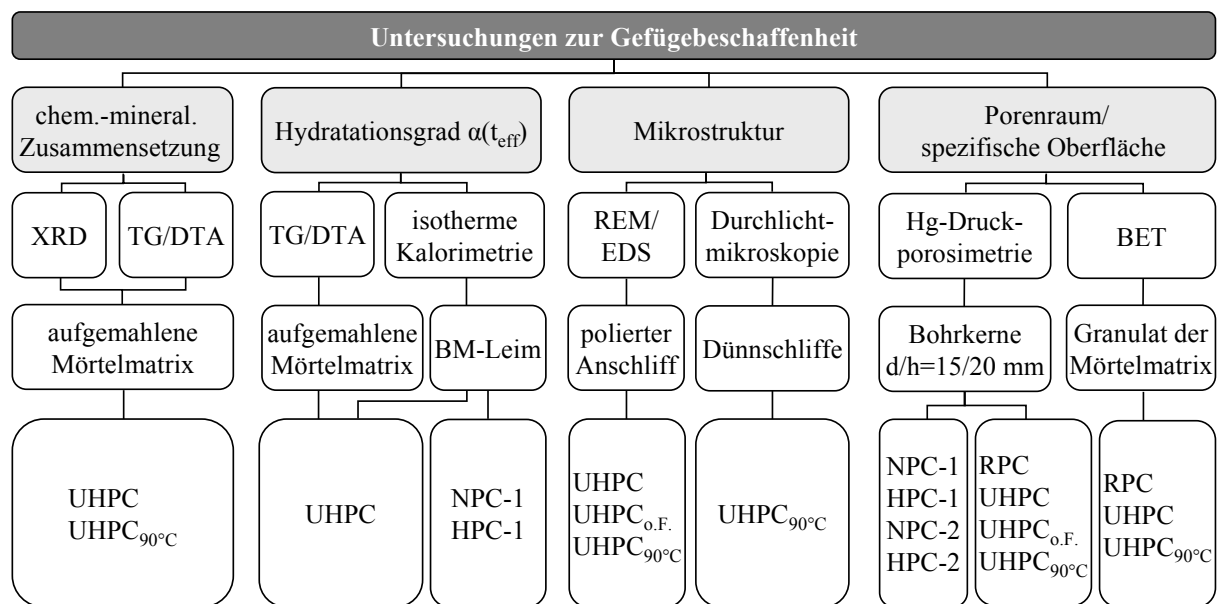 Untersuchungen zur Gefügebeschaffenheit
chem.-mineral.
Zusammensetzung
Hydratationsgrad α(t_eff)
Mikrostruktur
Porenraum/
spezifische Oberfläche
XRD
TG/DTA
TG/DTA
isotherme
Kalorimetrie
REM/
EDS
Durchlicht-
mikroskopie
Hg-Druck-
porosimetrie
BET
aufgemahlene
Mörtelmatrix
aufgemahlene
Mörtelmatrix
BM-Leim
polierter
Anschliff
Dünnschliffe
Bohrkerne
d/h=15/20 mm
Granulat der
Mörtelmatrix
UHPC
UHPC90°C
UHPC
NPC-1
HPC-1
UHPC
UHPCo.F.
UHPC90°C
UHPC90°C
NPC-1
HPC-1
NPC-2
HPC-2
RPC
UHPC
UHPCo.F.
UHPC90°C
RPC
UHPC
UHPC90°C